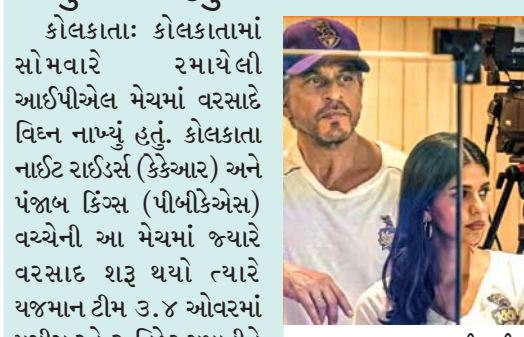 કોલકાતાઃ કોલકાતામાં
સોમવારે રમાયેલી
આઈપીએલ મેચમાં વરસાદે
વિઘ્ન નાખ્યું હતું. કોલકાતા
નાઈટ રાઈડર્સ (કેકેઆર) અને
પંજાબ કિંગ્સ (પીબીકેએસ)
વચ્ચેની આ મેચમાં જ્યારે
વરસાદ શરૂ થયો ત્યારે
યજમાન ટીમ ૩.૪ ઓવરમાં